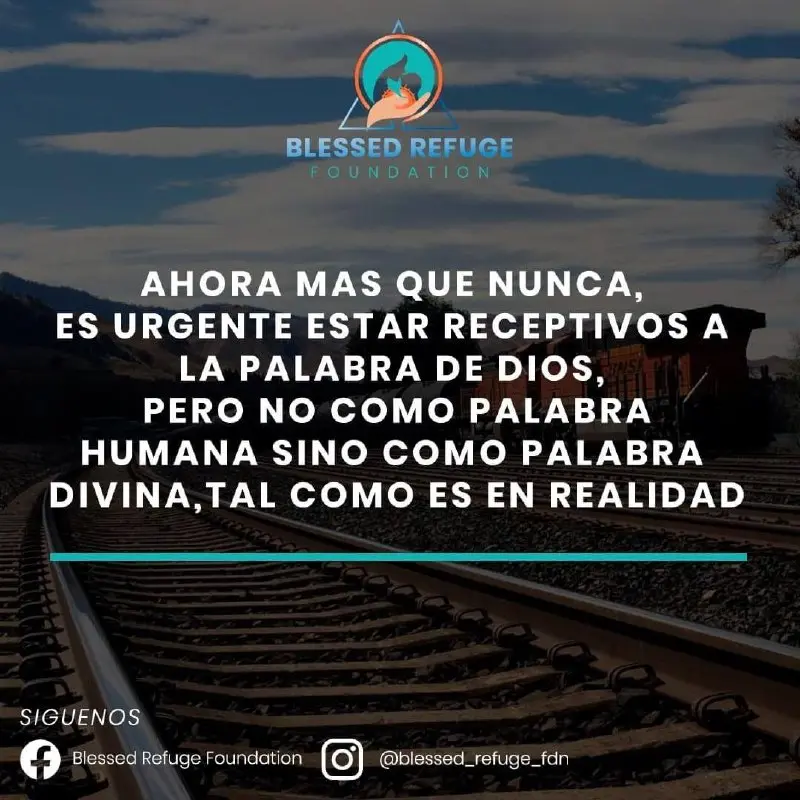 BLESSED REFUGE
FOUNDATION
AHORA MAS QUE NUNCA,
ES URGENTE ESTAR RECEPTIVOS A
LA PALABRA DE DIOS,
PERO NO COMO PALABRA
HUMANA SINO COMO PALABRA
DIVINA,TAL COMO ES EN REALIDAD
SIGUENOS
Blessed Refuge Foundation @blessed_refuge_fdn